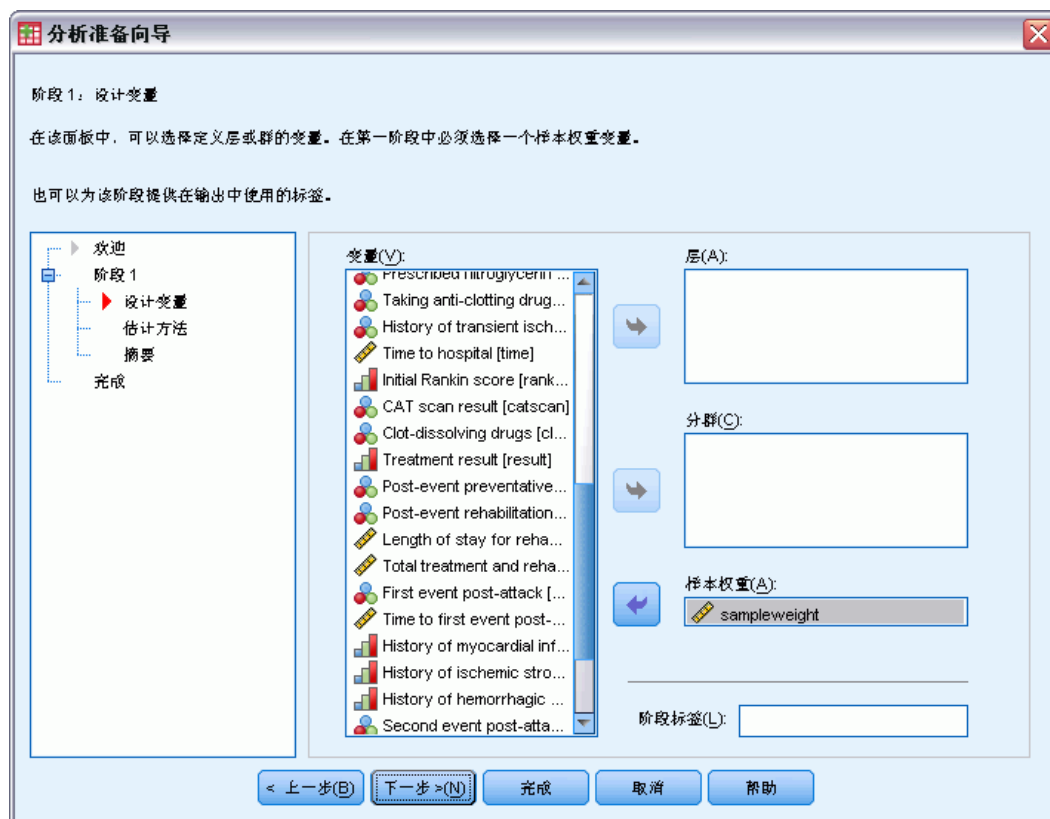 分析准备向导
阶段 1：设计变量
在该面板中，可以选择定义层或群的变量。在第一阶段中必须选择一个样本权重变量。
也可以为该阶段提供在输出中使用的标签。
欢迎
阶段 1
设计变量
估计方法
摘要
完成
变量(V):
Prescribed nitroglycerin ...
Taking anti-clotting drug...
History of transient isch...
Time to hospital [time]
Initial Rankin score [rank...
CAT scan result [catscan]
Clot-dissolving drugs [cl...
Treatment result [result]
Post-event preventative...
Post-event rehabilitation...
Length of stay for reha...
Total treatment and reha...
First event post-attack [...
Time to first event post-...
History of myocardial inf...
History of ischemic stro...
History of hemorrhagic ...
Second event post-atta...
层(A):
分群(C):
样本权重(A):
sampleweight
阶段标签(L):
< 上一步(B)
下一步 >(N)
完成
取消
帮助